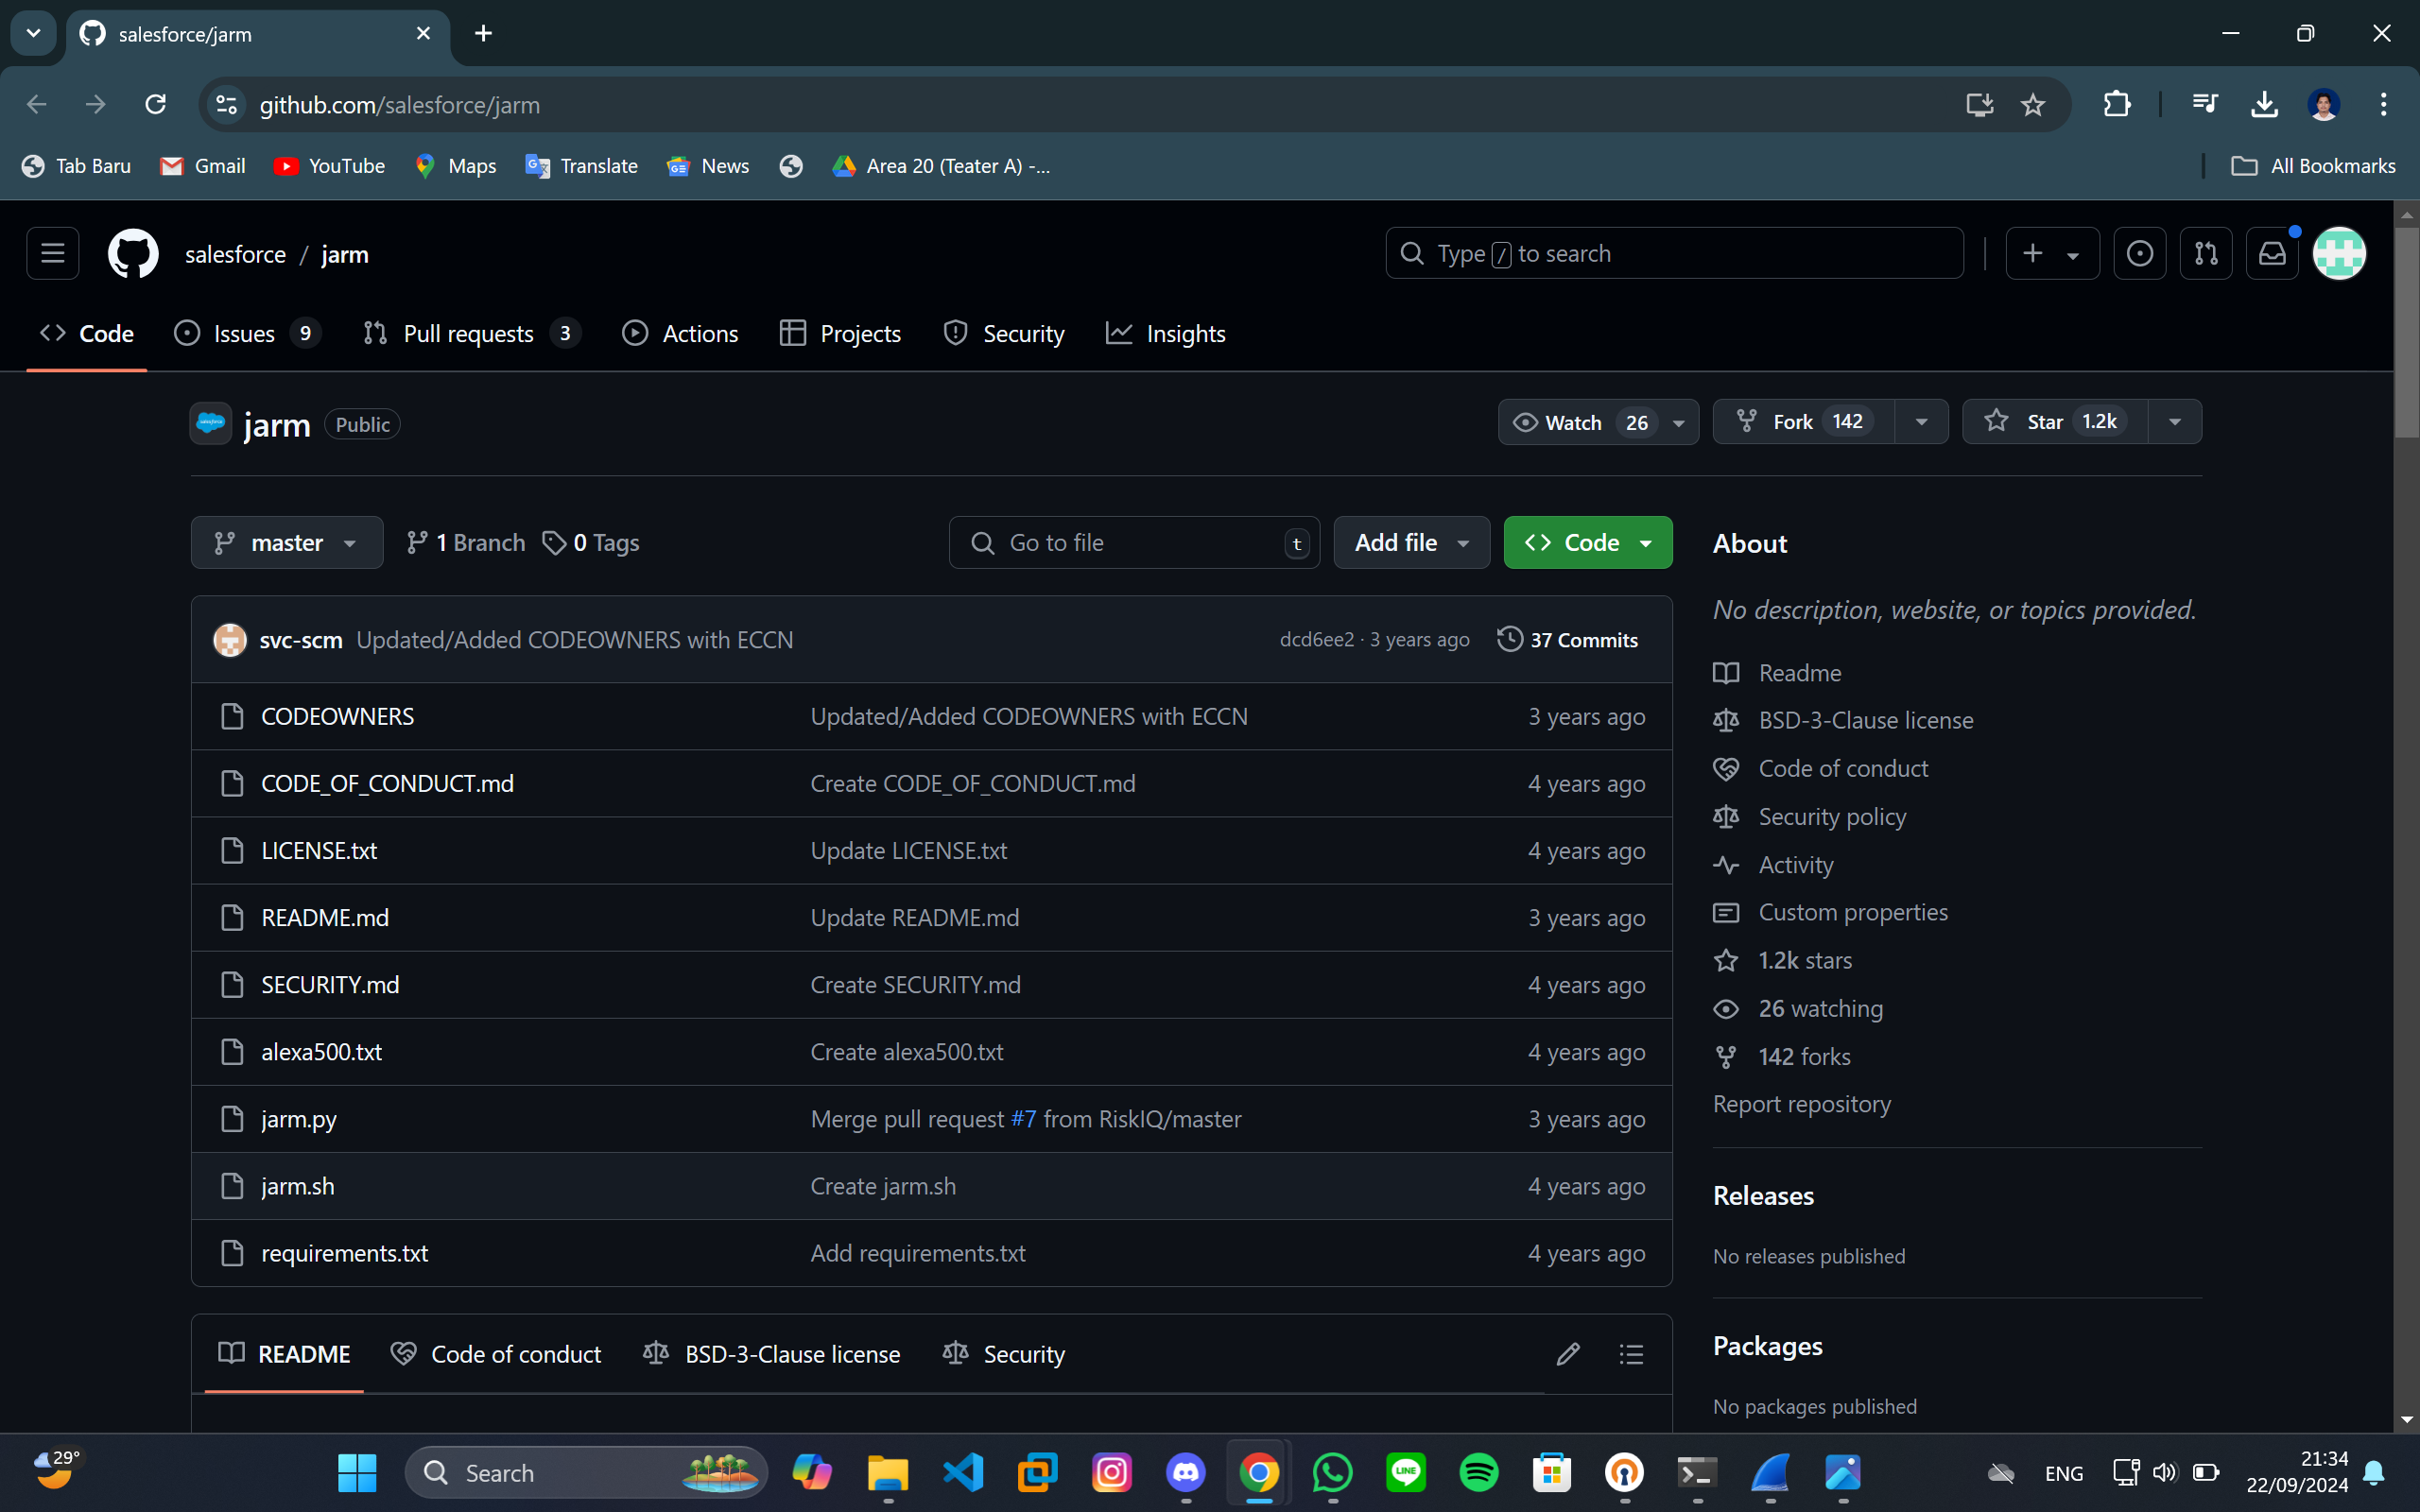 salesforce/jarm
github.com/salesforce/jarm
Tab Baru Gmail YouTube Maps Translate News Area 20 (Teater A) -... All Bookmarks
salesforce / jarm Type / to search
Code Issues 9 Pull requests 3 Actions Projects Security Insights
jarm Public Watch 26 Fork 142 Star 1.2k
master 1 Branch 0 Tags Go to file t Add file Code
svc-scm Updated/Added CODEOWNERS with ECCN dcd6ee2 · 3 years ago 37 Commits
CODEOWNERS Updated/Added CODEOWNERS with ECCN 3 years ago
CODE_OF_CONDUCT.md Create CODE_OF_CONDUCT.md 4 years ago
LICENSE.txt Update LICENSE.txt 4 years ago
README.md Update README.md 3 years ago
SECURITY.md Create SECURITY.md 4 years ago
alexa500.txt Create alexa500.txt 4 years ago
jarm.py Merge pull request #7 from RiskIQ/master 3 years ago
jarm.sh Create jarm.sh 4 years ago
requirements.txt Add requirements.txt 4 years ago
README Code of conduct BSD-3-Clause license Security
About
No description, website, or topics provided.
Readme
BSD-3-Clause license
Code of conduct
Security policy
Activity
Custom properties
1.2k stars
26 watching
142 forks
Report repository
Releases
No releases published
Packages
No packages published
29° Search LINE ENG 21:34
22/09/2024